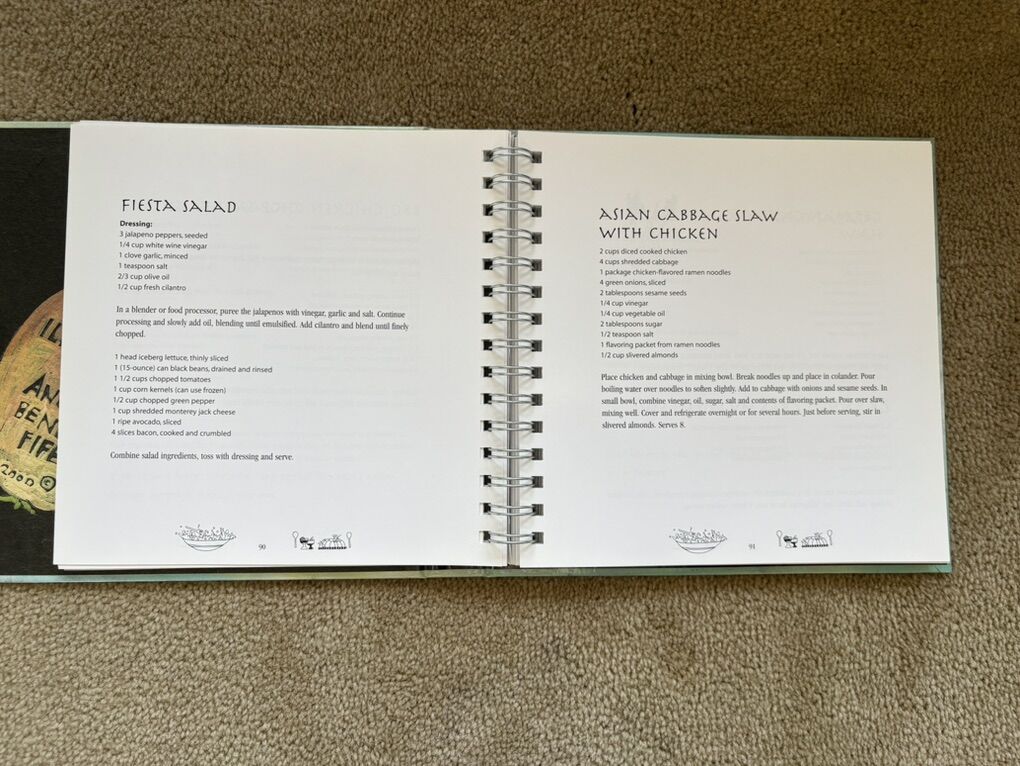 FIESTA SALAD
Dressing:
3 jalapeno peppers, seeded
1/4 cup white wine vinegar
1 clove garlic, minced
1 teaspoon salt
2/3 cup olive oil
1/2 cup fresh cilantro
In a blender or food processor, puree the jalapenos with vinegar, garlic and salt. Continue
processing and slowly add oil, blending until emulsified. Add cilantro and blend until finely
chopped.
1 head iceberg lettuce, thinly sliced
1 (15-ounce) can black beans, drained and rinsed
1 1/2 cups chopped tomatoes
1 cup corn kernels (can use frozen)
1/2 cup chopped green pepper
1 cup shredded monterey jack cheese
1 ripe avocado, sliced
4 slices bacon, cooked and crumbled
Combine salad ingredients, toss with dressing and serve.
90
ASIAN CABBAGE SLAW
WITH CHICKEN
2 cups diced cooked chicken
4 cups shredded cabbage
1 package chicken-flavored ramen noodles
4 green onions, sliced
2 tablespoons sesame seeds
1/4 cup vinegar
1/4 cup vegetable oil
2 tablespoons sugar
1/2 teaspoon salt
1 flavoring packet from ramen noodles
1/2 cup slivered almonds
Place chicken and cabbage in mixing bowl. Break noodles up and place in colander. Pour
boiling water over noodles to soften slightly. Add to cabbage with onions and sesame seeds. In
small bowl, combine vinegar, oil, sugar, salt and contents of flavoring packet. Pour over slaw,
mixing well. Cover and refrigerate overnight or for several hours. Just before serving, stir in
slivered almonds. Serves 8.
91
2000 ©